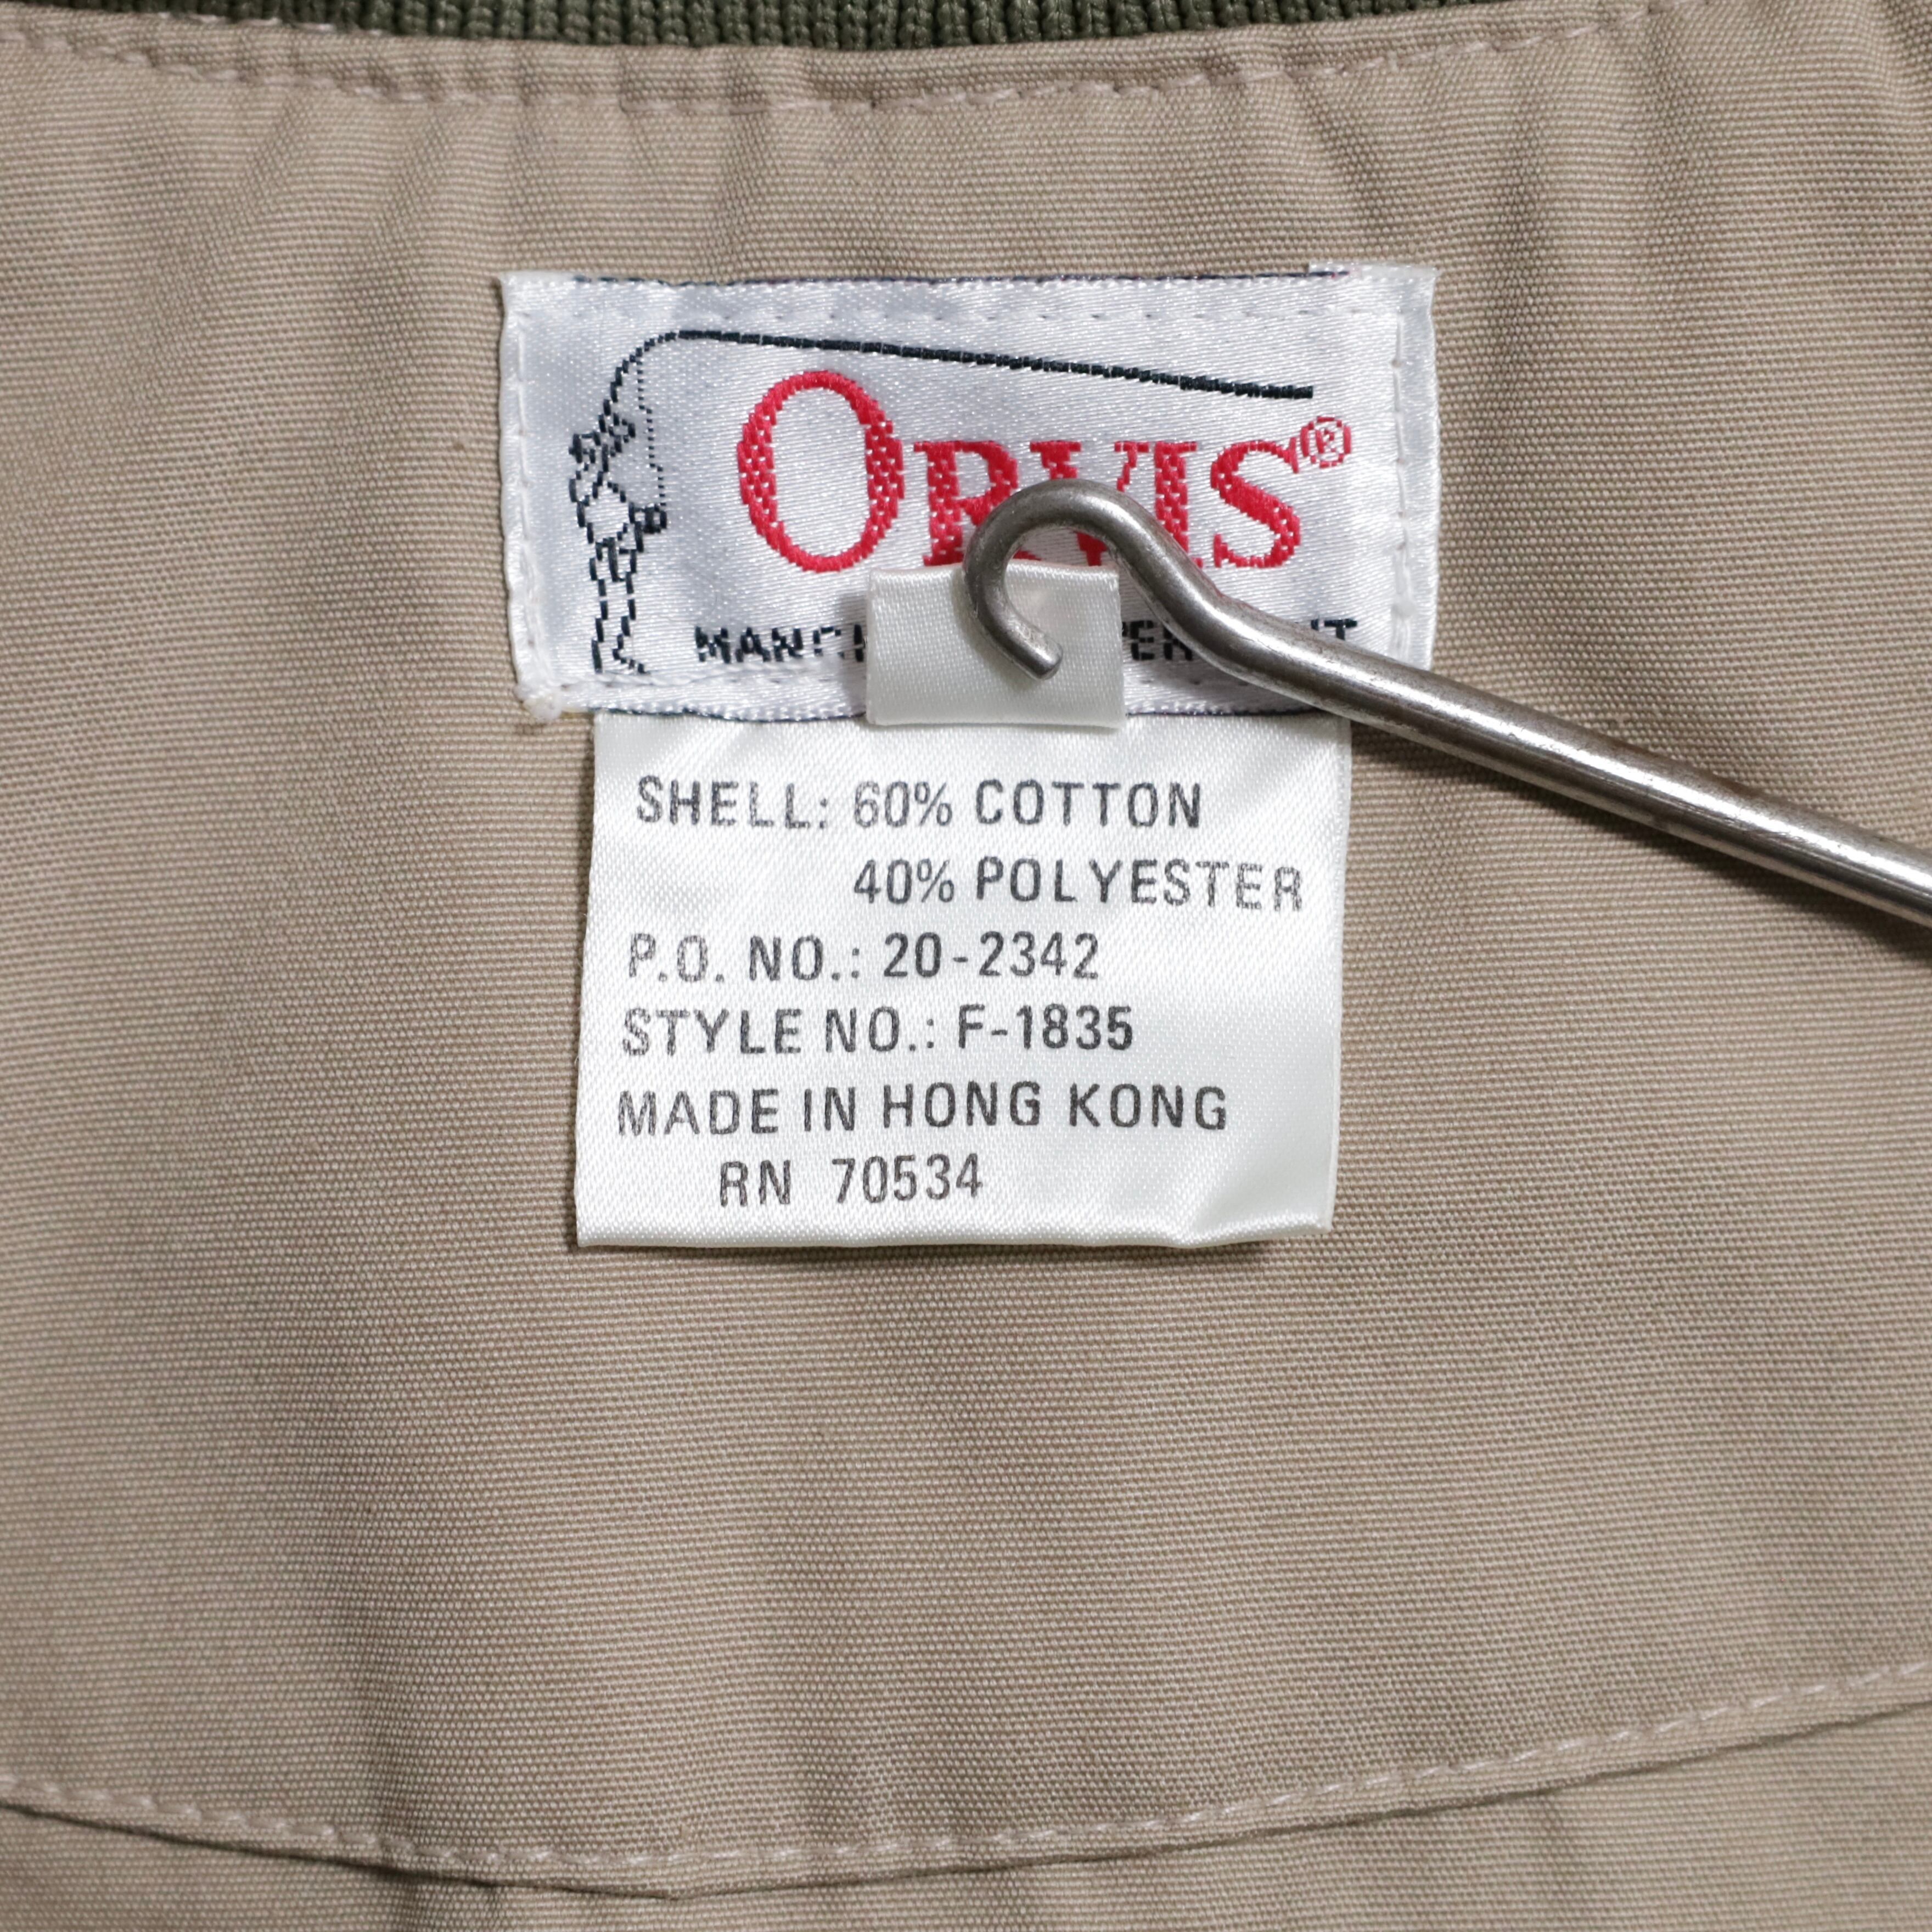 ORVIS®
SHELL: 60% COTTON
40% POLYESTER
P.O. NO.: 20-2342
STYLE NO.: F-1835
MADE IN HONG KONG
RN 70534